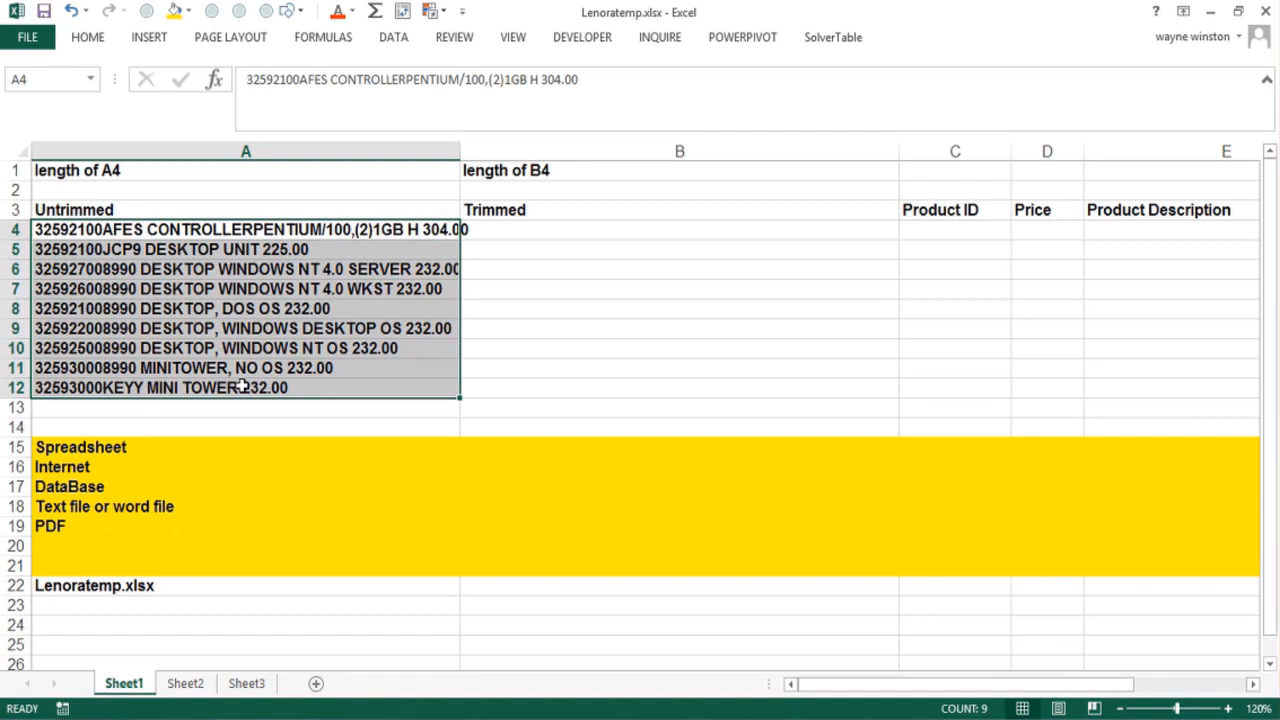 Lenoratemp.xlsx - Excel
?
FILE HOME INSERT PAGE LAYOUT FORMULAS DATA REVIEW VIEW DEVELOPER INQUIRE POWERPIVOT SolverTable wayne winston
A4 fx 32592100AFES CONTROLLERPENTIUM/100,(2)1GB H 304.00
A B C D E
1 length of A4 length of B4
2
3 Untrimmed Trimmed Product ID Price Product Description
4 32592100AFES CONTROLLERPENTIUM/100,(2)1GB H 304.00
5 32592100JCP9 DESKTOP UNIT 225.00
6 325927008990 DESKTOP WINDOWS NT 4.0 SERVER 232.00
7 325926008990 DESKTOP WINDOWS NT 4.0 WKST 232.00
8 325921008990 DESKTOP, DOS OS 232.00
9 325922008990 DESKTOP, WINDOWS DESKTOP OS 232.00
10 325925008990 DESKTOP, WINDOWS NT OS 232.00
11 325930008990 MINITOWER, NO OS 232.00
12 32593000KEYY MINI TOWER 232.00
13
14
15 Spreadsheet
16 Internet
17 DataBase
18 Text file or word file
19 PDF
20
21
22 Lenoratemp.xlsx
23
24
25
26
Sheet1 Sheet2 Sheet3
READY COUNT: 9 120%